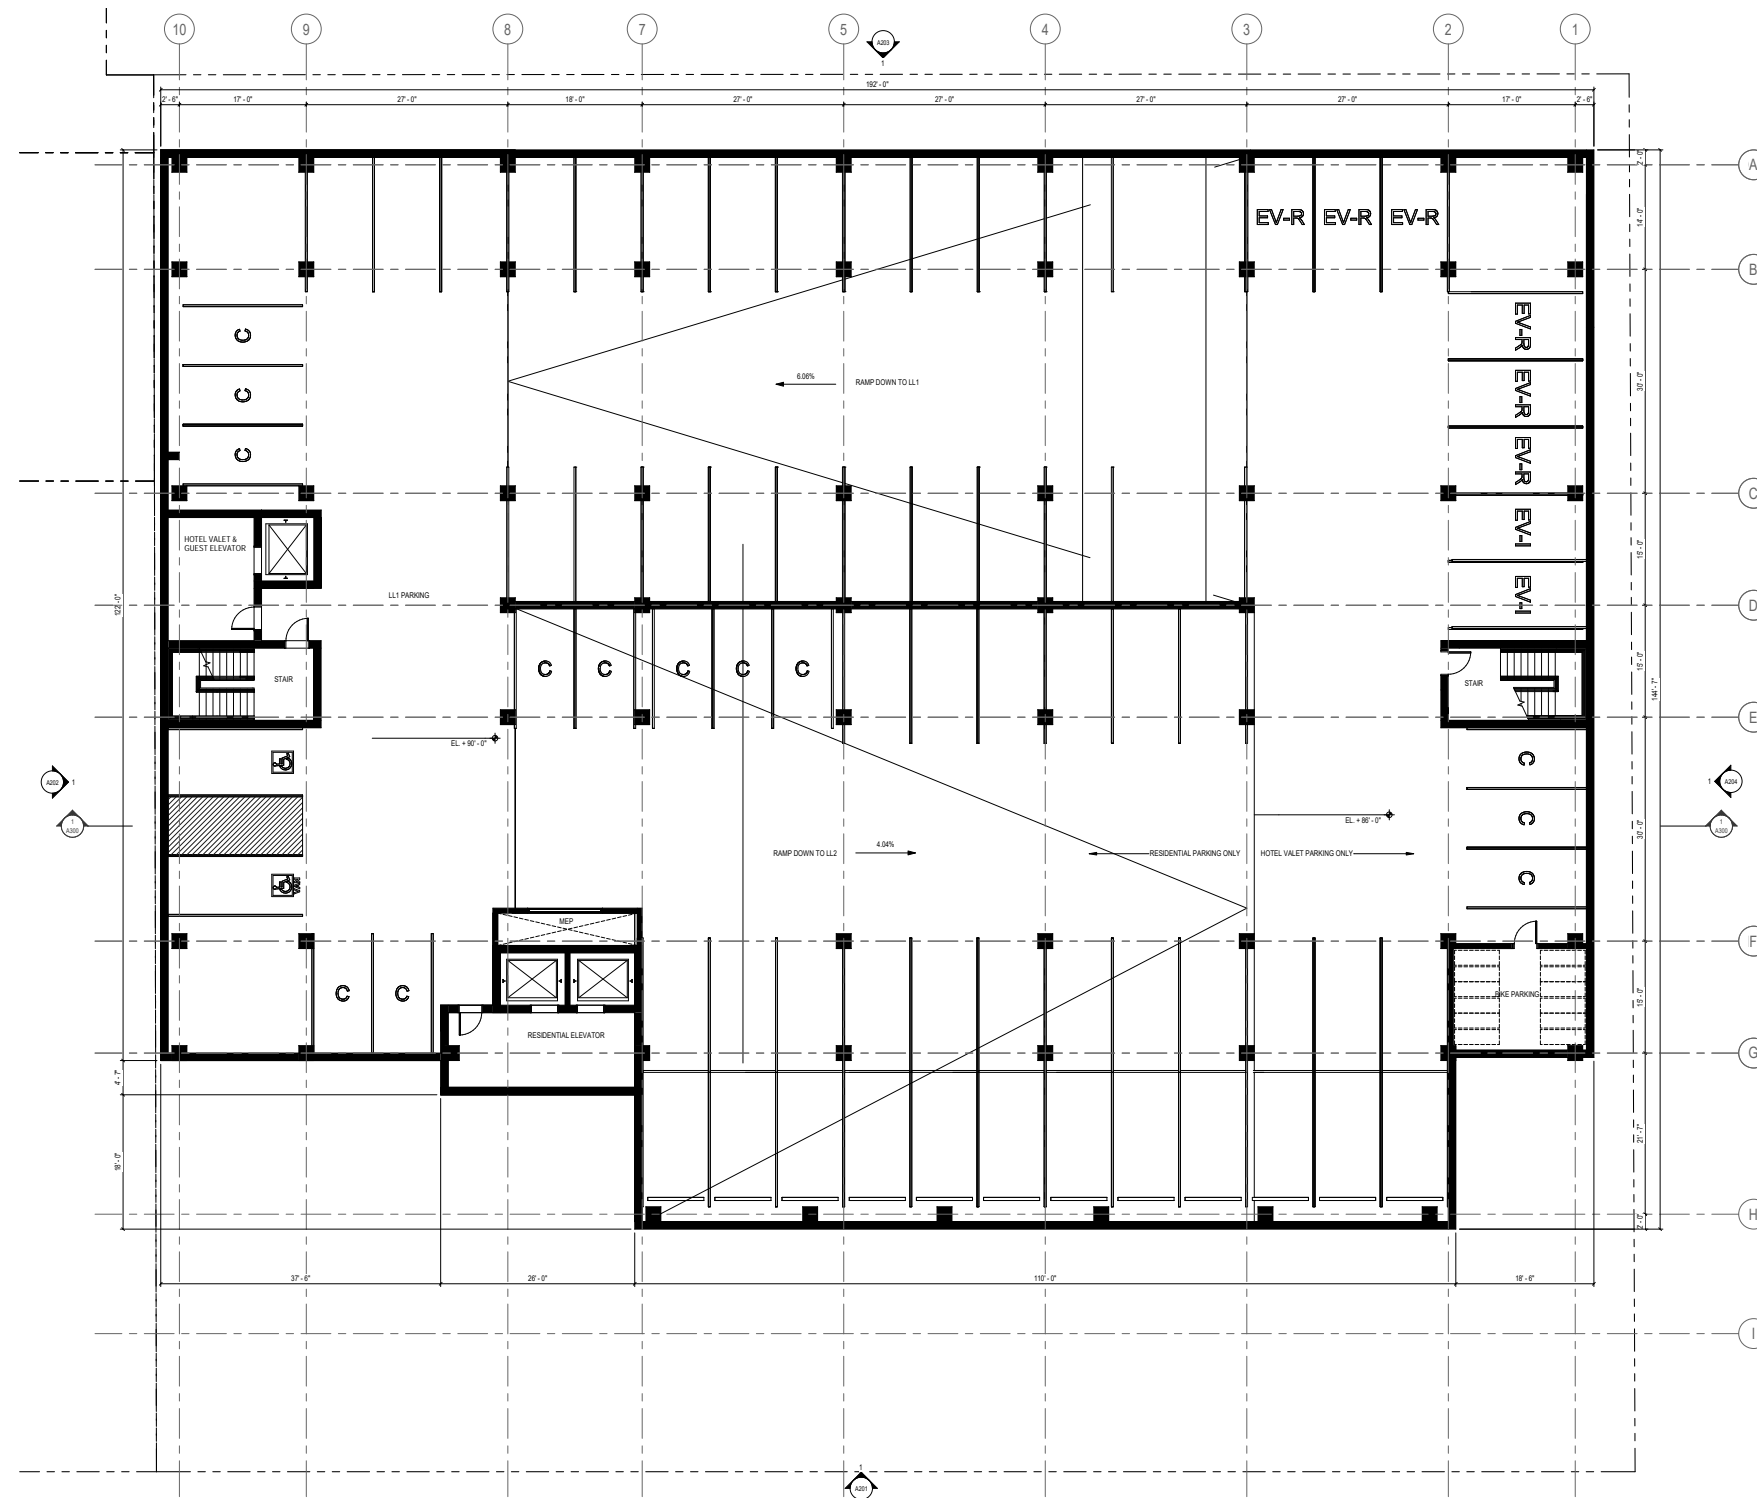 10
9
8
7
5
4
3
2
1
A203
1
192' - 0"
2' - 6"
17' - 0"
27' - 0"
18' - 0"
27' - 0"
27' - 0"
27' - 0"
27' - 0"
17' - 0"
2' - 6"
A
2' - 0"
EV-R EV-R EV-R
14' - 0"
B
C
C
C
EV-R
EV-R
EV-R
EV-I
EV-I
30' - 0"
6.06%
RAMP DOWN TO LL1
C
HOTEL VALET &
GUEST ELEVATOR
15' - 0"
LL1 PARKING
122' - 0"
D
STAIR
C C C C C
STAIR
15' - 0"
144' - 7"
E
EL. + 90' - 0"
C
C
C
A202 1
1
A300
1 A204
1
A300
VAN
EL. + 86' - 0"
30' - 0"
RAMP DOWN TO LL2
4.04%
RESIDENTIAL PARKING ONLY
HOTEL VALET PARKING ONLY
MEP
F
C C
BIKE PARKING
15' - 0"
RESIDENTIAL ELEVATOR
G
4' - 7"
21' - 7"
18' - 0"
H
2' - 0"
37' - 6"
26' - 0"
110' - 0"
18' - 6"
I
1
A201